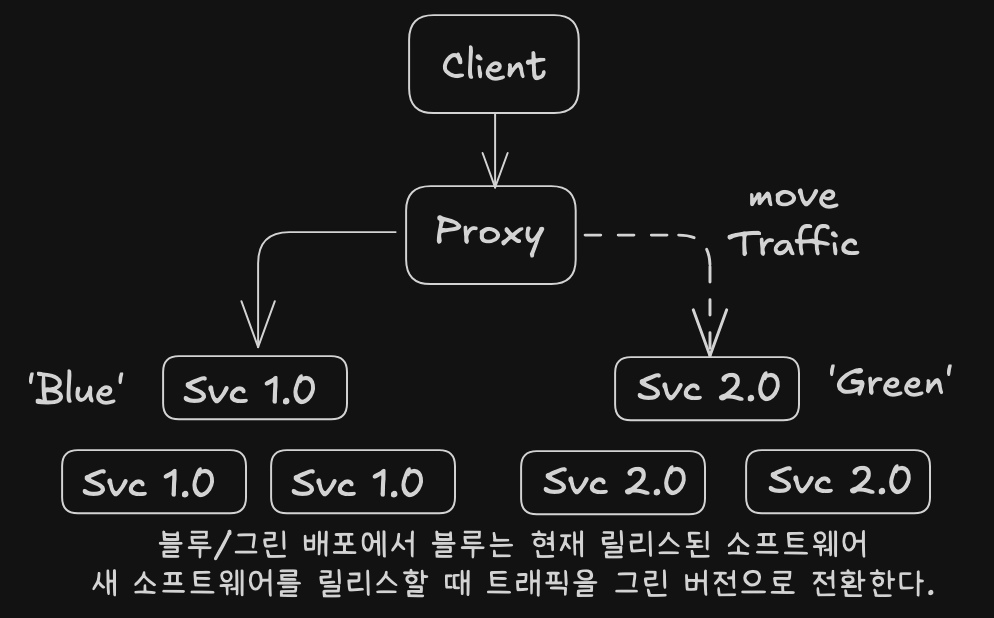 Client
Proxy
move
Traffic
'Blue'
Svc 1.0
Svc 2.0
'Green'
Svc 1.0
Svc 1.0
Svc 2.0
Svc 2.0
블루/그린 배포에서 블루는 현재 릴리스된 소프트웨어
새 소프트웨어를 릴리스할 때 트래픽을 그린 버전으로 전환한다.